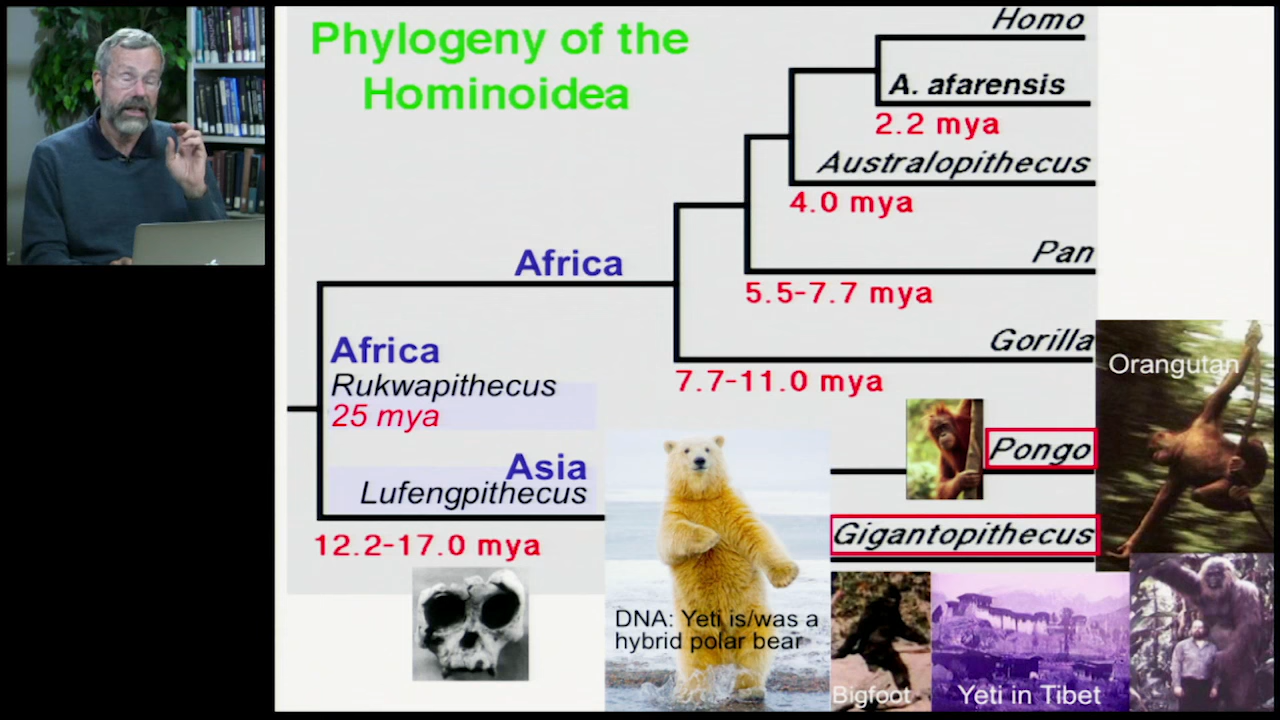 Phylogeny of the
Hominoidea
Homo
A. afarensis
2.2 mya
Australopithecus
4.0 mya
Africa
Pan
5.5-7.7 mya
Africa
Rukwapithecus
25 mya
Gorilla
7.7-11.0 mya
Orangutan
Asia
Lufengpithecus
12.2-17.0 mya
Pongo
Gigantopithecus
DNA: Yeti is/was a
hybrid polar bear
Bigfoot
Yeti in Tibet